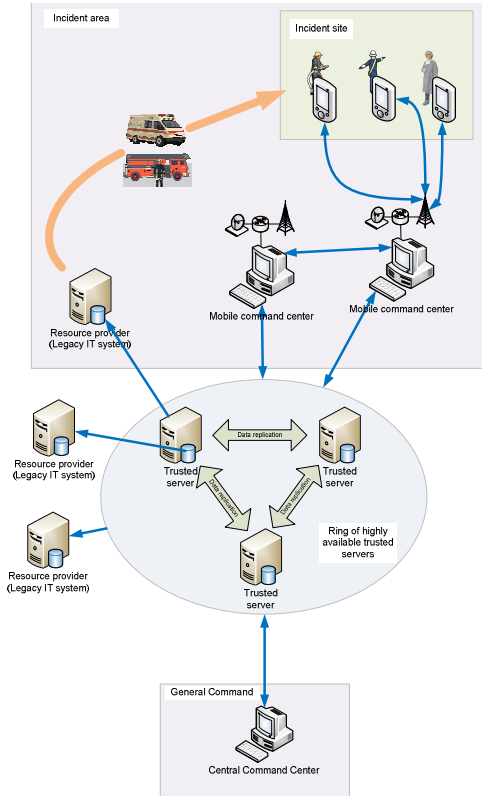 Incident area
Incident site
Mobile command center
Mobile command center
Resource provider
(Legacy IT system)
Resource provider
(Legacy IT system)
Resource provider
(Legacy IT system)
Trusted
server
Data replication
Trusted
server
Data replication
Data replication
Trusted
server
Ring of highly
available trusted
servers
General Command
Central Command Center